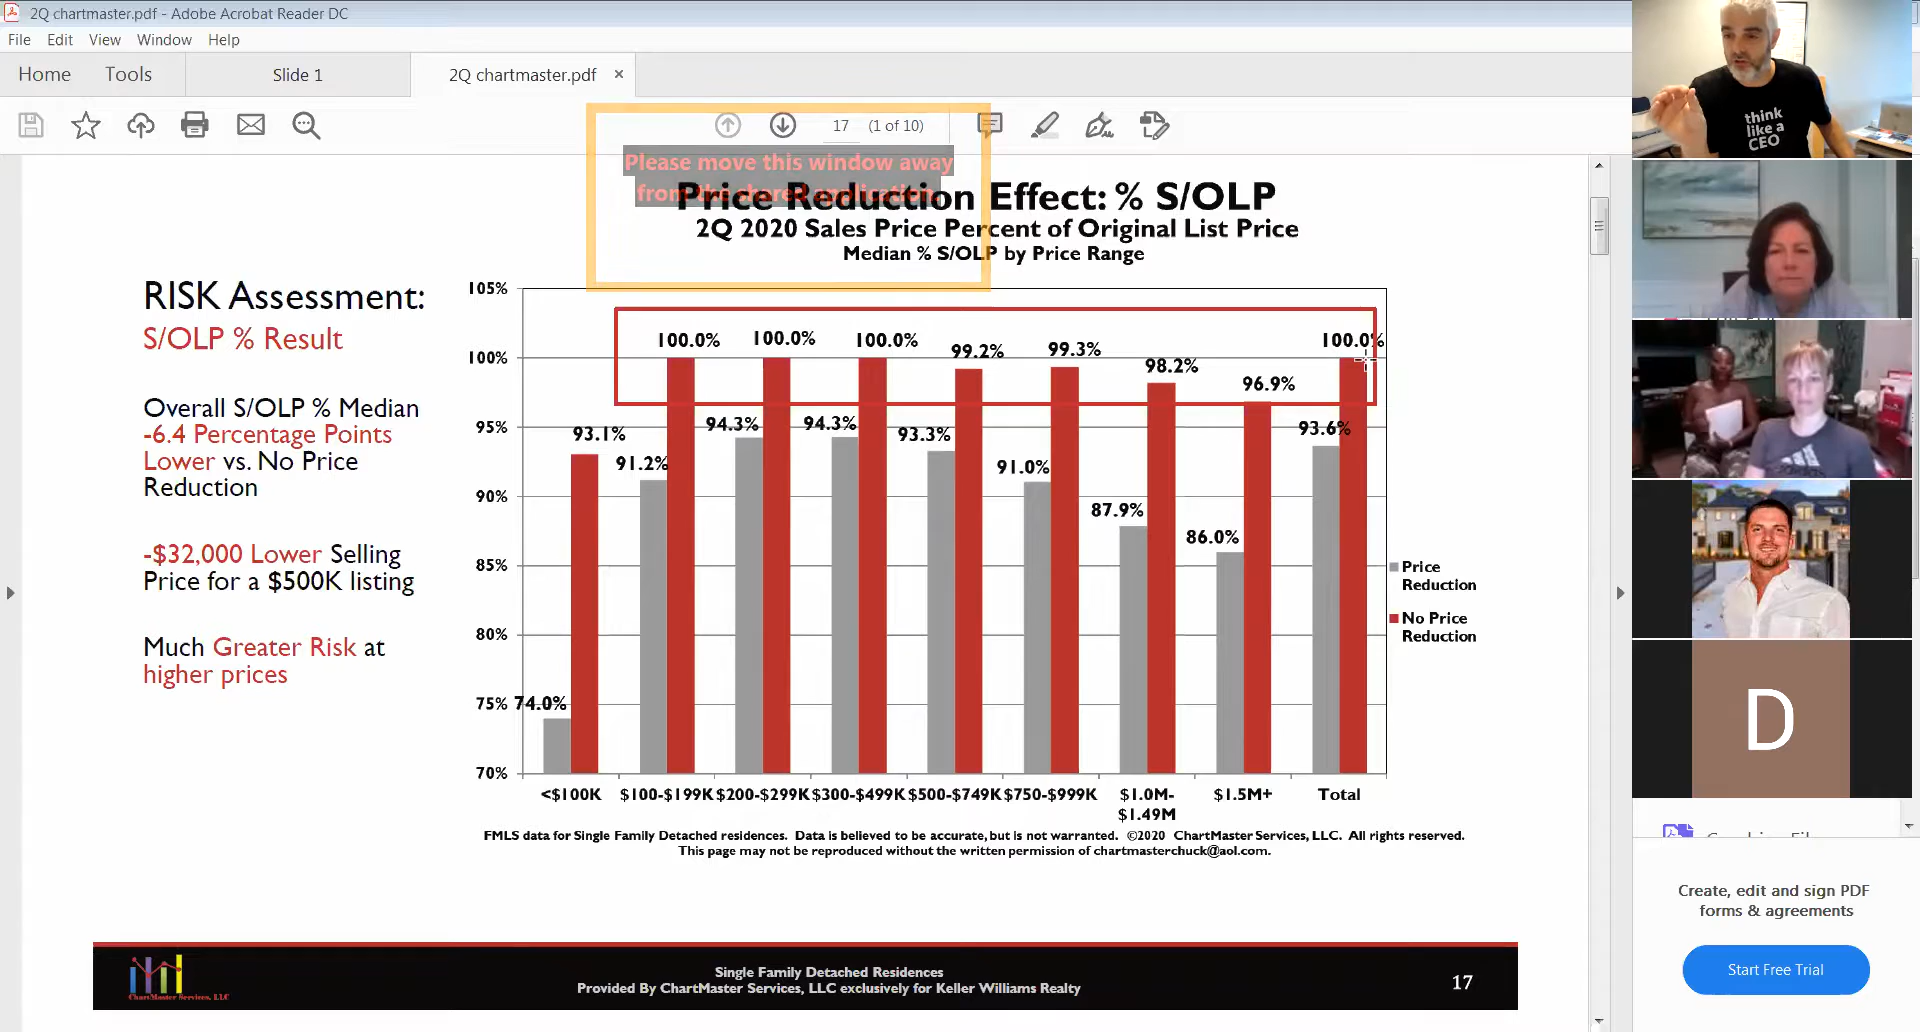 2Q chartmaster.pdf - Adobe Acrobat Reader DC
File Edit View Window Help
Home Tools Slide 1 2Q chartmaster.pdf ×
17 (1 of 10)
Please move this window away
from the shared application.
Price Reduction Effect: % S/OLP
2Q 2020 Sales Price Percent of Original List Price
Median % S/OLP by Price Range
RISK Assessment:
S/OLP % Result
Overall S/OLP % Median
-6.4 Percentage Points
Lower vs. No Price
Reduction
-$32,000 Lower Selling
Price for a $500K listing
Much Greater Risk at
higher prices
105%
100%
95%
90%
85%
80%
75%
70%
74.0%
93.1%
91.2%
100.0%
94.3%
100.0%
94.3%
100.0%
93.3%
99.2%
91.0%
99.3%
87.9%
98.2%
86.0%
96.9%
93.6%
100.0%
Price
Reduction
No Price
Reduction
<$100K $100-$199K $200-$299K $300-$499K $500-$749K $750-$999K $1.0M- $1.5M+ Total
$1.49M
FMLS data for Single Family Detached residences. Data is believed to be accurate, but is not warranted. ©2020 ChartMaster Services, LLC. All rights reserved.
This page may not be reproduced without the written permission of chartmasterchuck@aol.com.
ChartMaster Services, LLC
Single Family Detached Residences
Provided By ChartMaster Services, LLC exclusively for Keller Williams Realty
17
think
like a
CEO
D
Create, edit and sign PDF
forms & agreements
Start Free Trial